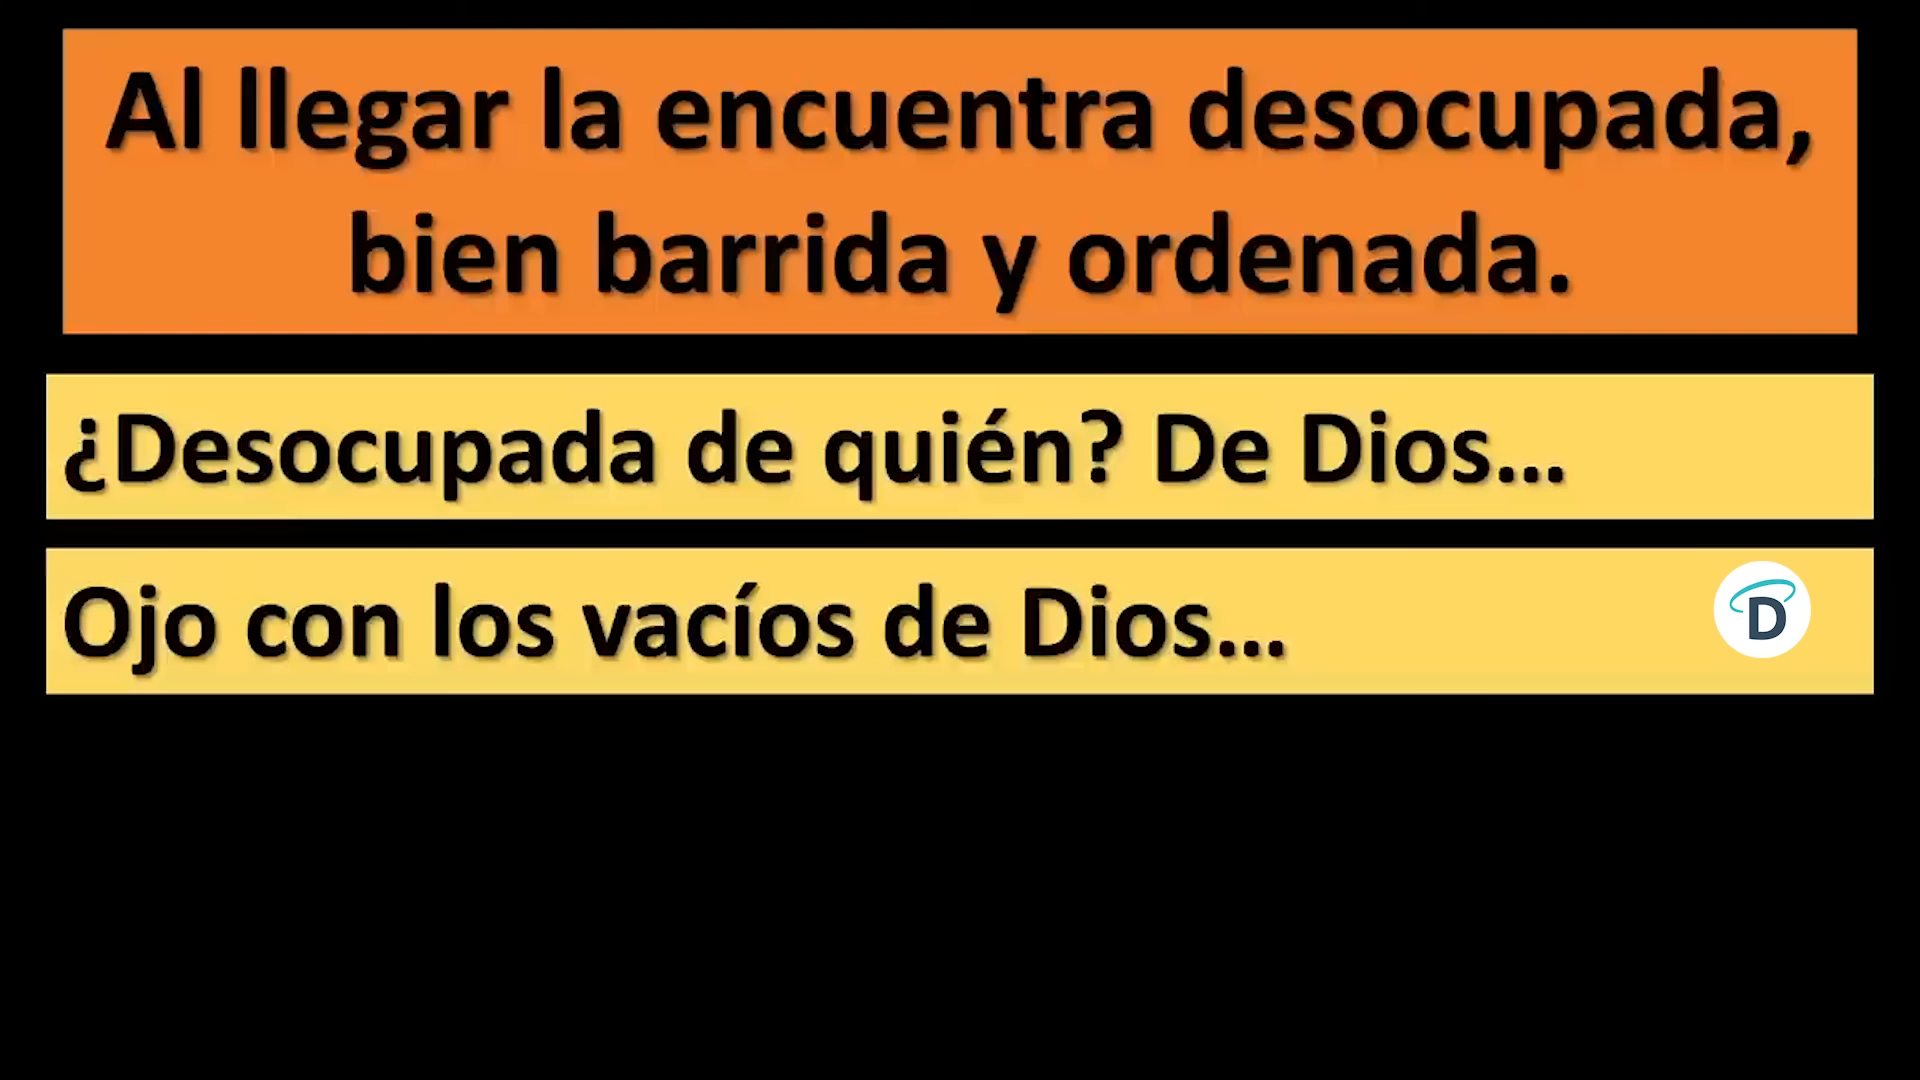 Al llegar la encuentra desocupada,
bien barrida y ordenada.
¿Desocupada de quién? De Dios...
Ojo con los vacíos de Dios...
D